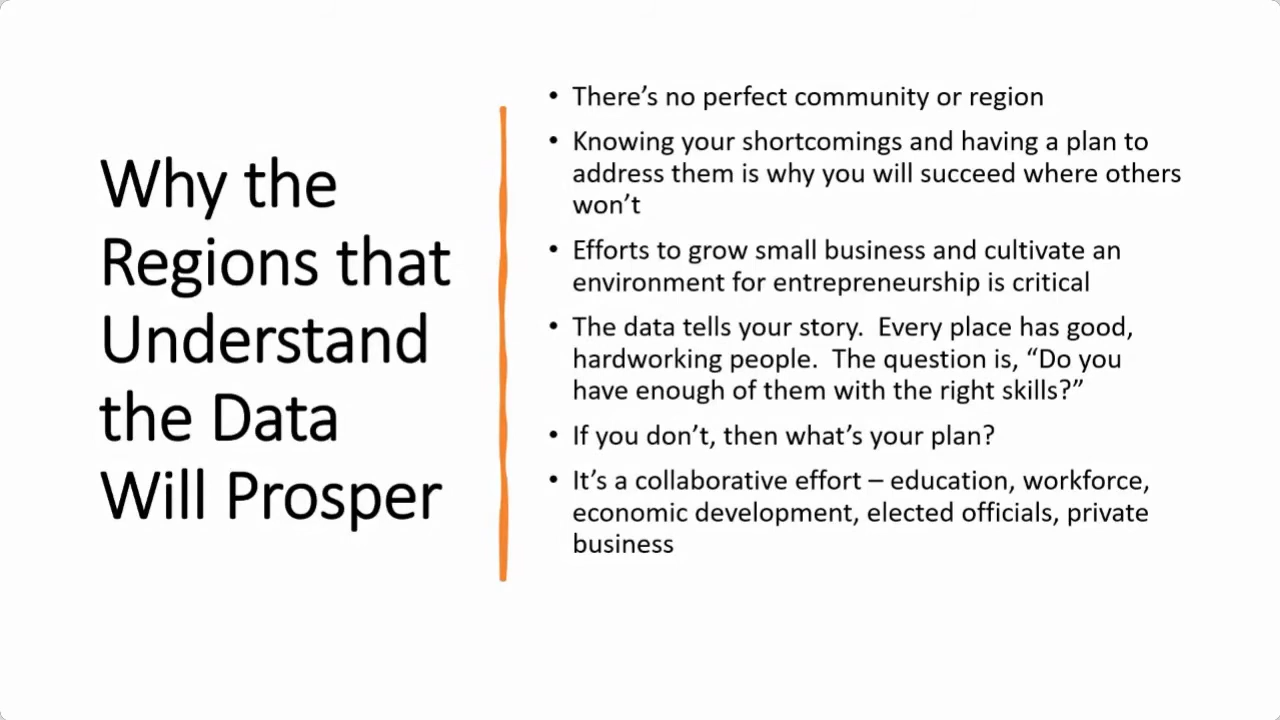 Why the
Regions that
Understand
the Data
Will Prosper
• There’s no perfect community or region
• Knowing your shortcomings and having a plan to
address them is why you will succeed where others
won’t
• Efforts to grow small business and cultivate an
environment for entrepreneurship is critical
• The data tells your story.  Every place has good,
hardworking people.  The question is, “Do you
have enough of them with the right skills?”
• If you don’t, then what’s your plan?
• It’s a collaborative effort – education, workforce,
economic development, elected officials, private
business